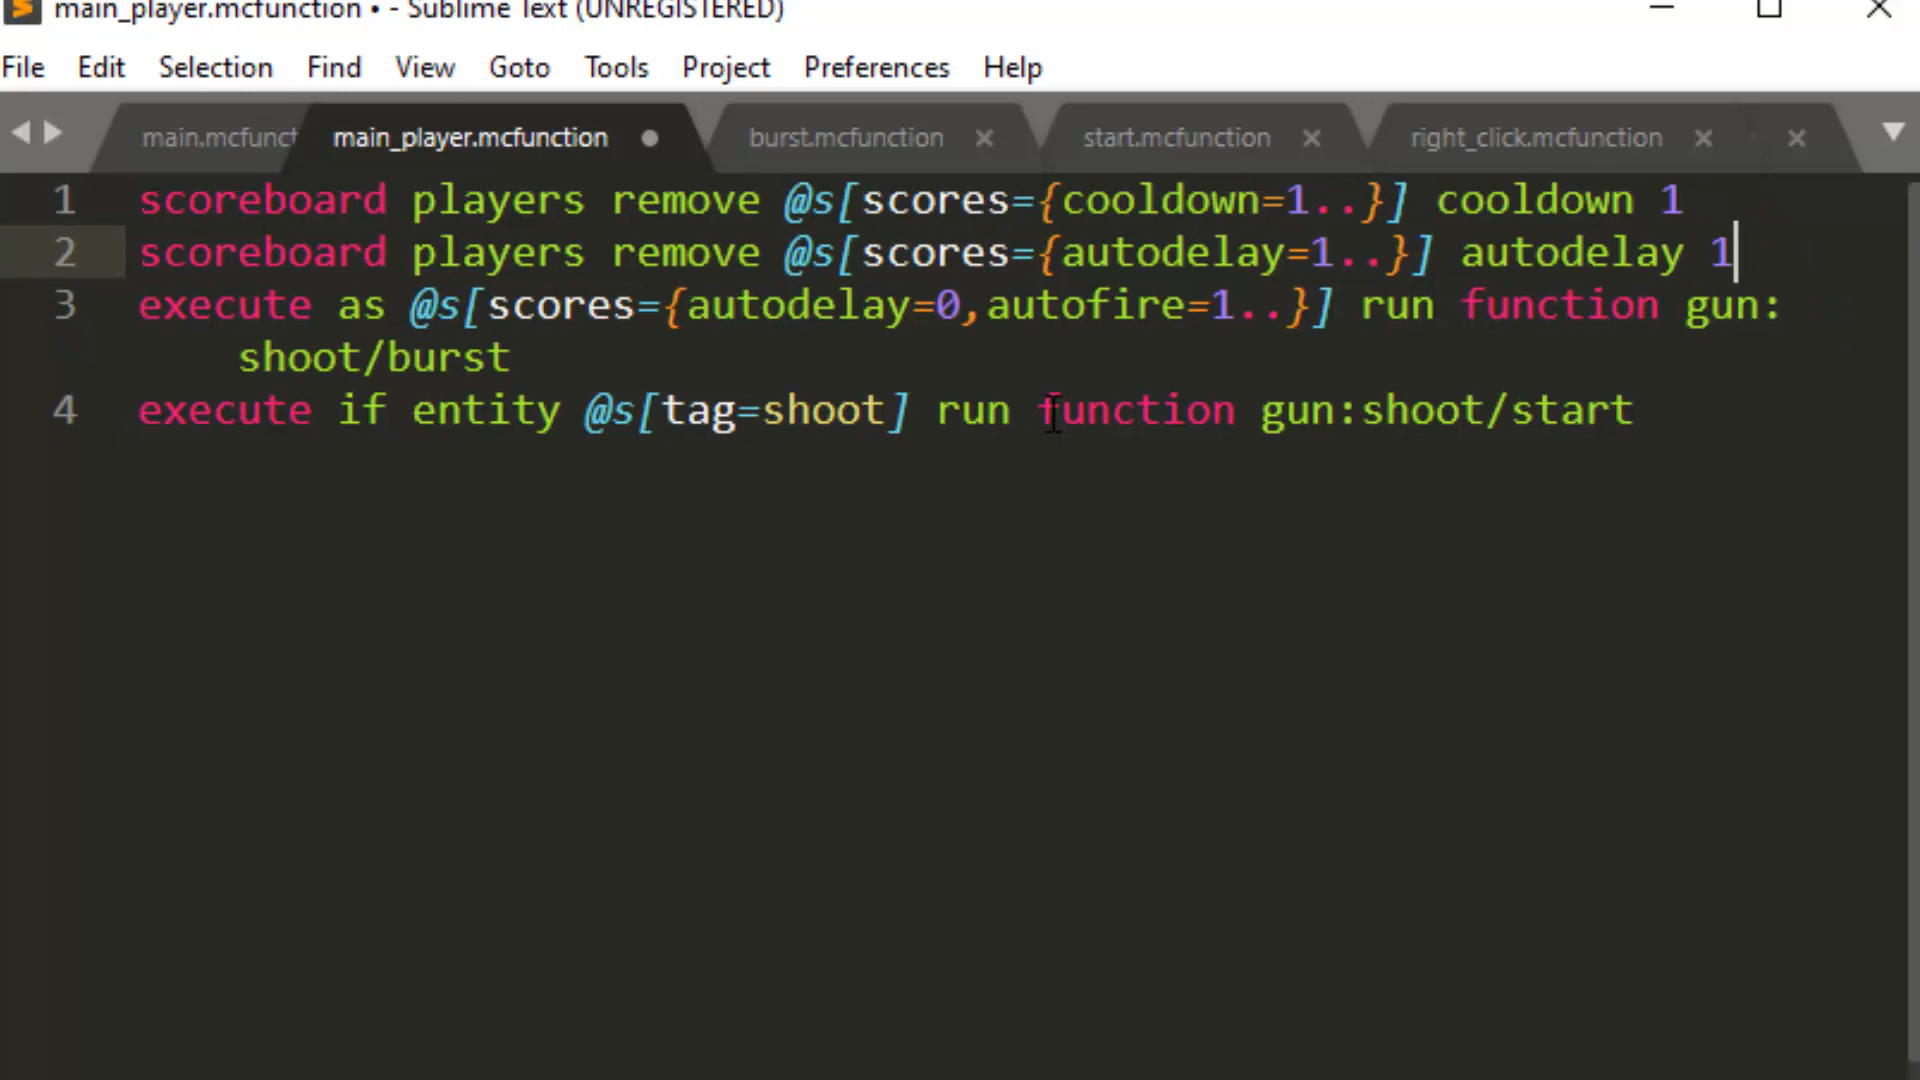 main_player.mcfunction • - Sublime Text (UNREGISTERED)
File Edit Selection Find View Goto Tools Project Preferences Help
main.mcfunct main_player.mcfunction burst.mcfunction start.mcfunction right_click.mcfunction
1 scoreboard players remove @s[scores={cooldown=1..}] cooldown 1
2 scoreboard players remove @s[scores={autodelay=1..}] autodelay 1
3 execute as @s[scores={autodelay=0,autofire=1..}] run function gun:
shoot/burst
4 execute if entity @s[tag=shoot] run function gun:shoot/start